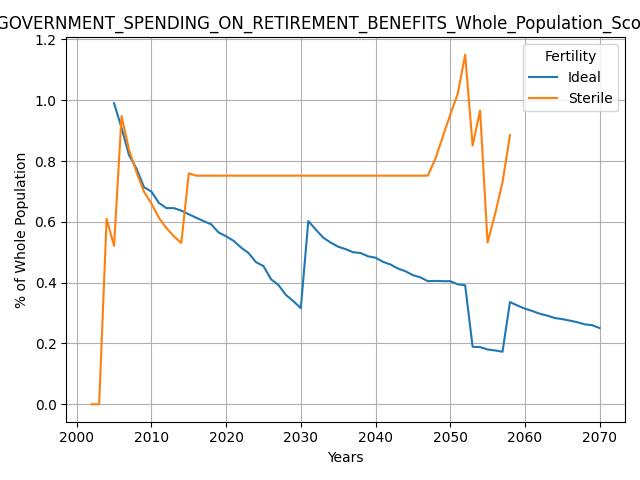 GOVERNMENT_SPENDING_ON_RETIREMENT_BENEFITS_Whole_Population_Sco
1.2
1.0
0.8
0.6
0.4
0.2
0.0
% of Whole Population
Fertility
Ideal
Sterile
2000 2010 2020 2030 2040 2050 2060 2070
Years